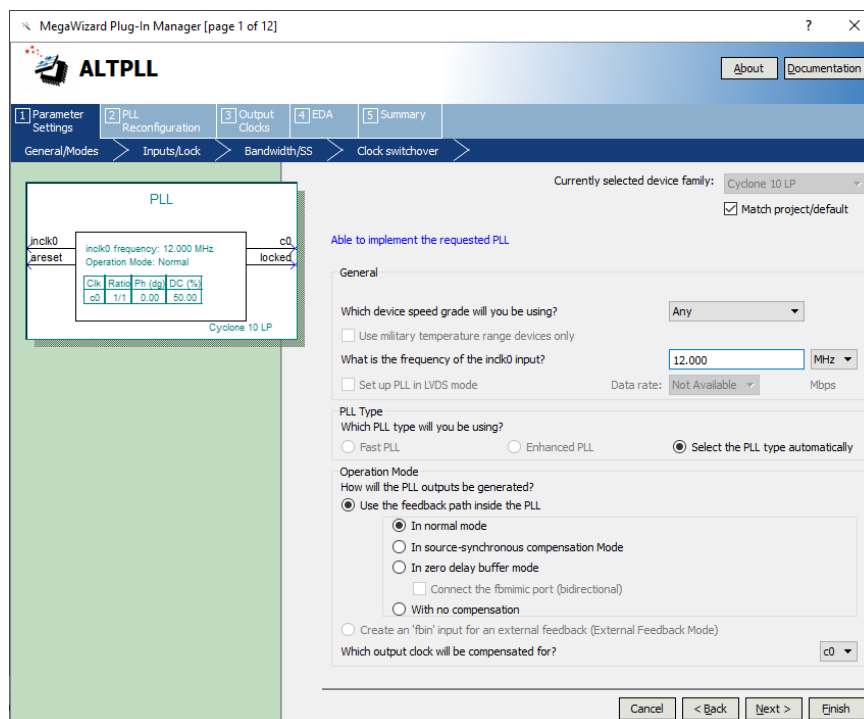 MegaWizard Plug-In Manager [page 1 of 12]
?
ALTPLL
About
Documentation
1 Parameter Settings
2 PLL Reconfiguration
3 Output Clocks
4 EDA
5 Summary
General/Modes
Inputs/Lock
Bandwidth/SS
Clock switchover
PLL
inclk0
areset
inclk0 frequency: 12.000 MHz
Operation Mode: Normal
Clk Ratio Ph (dg) DC (%)
c0 1/1 0.00 50.00
c0
locked
Cyclone 10 LP
Currently selected device family: Cyclone 10 LP
Match project/default
Able to implement the requested PLL
General
Which device speed grade will you be using? Any
Use military temperature range devices only
What is the frequency of the inclk0 input? 12.000 MHz
Set up PLL in LVDS mode Data rate: Not Available Mbps
PLL Type
Which PLL type will you be using?
Fast PLL Enhanced PLL Select the PLL type automatically
Operation Mode
How will the PLL outputs be generated?
Use the feedback path inside the PLL
In normal mode
In source-synchronous compensation Mode
In zero delay buffer mode
Connect the fbmimic port (bidirectional)
With no compensation
Create an 'fbin' input for an external feedback (External Feedback Mode)
Which output clock will be compensated for? c0
Cancel < Back Next > Finish